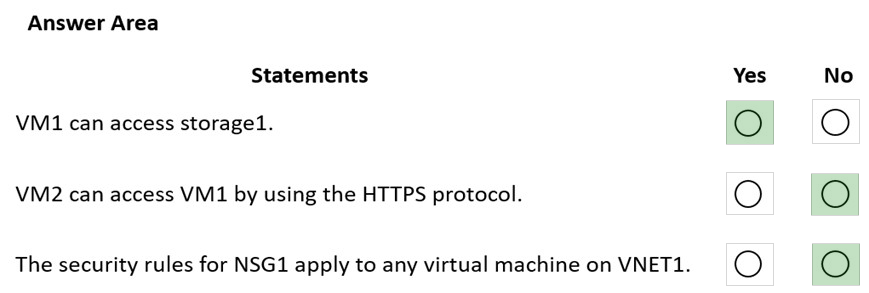 Answer Area
Statements Yes No
VM1 can access storage1.
VM2 can access VM1 by using the HTTPS protocol.
The security rules for NSG1 apply to any virtual machine on VNET1.